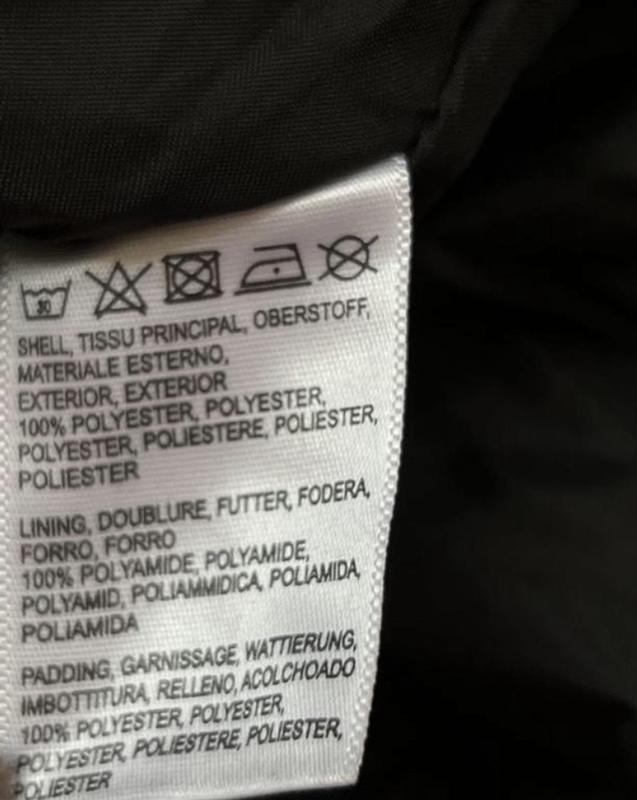 30
SHELL, TISSU PRINCIPAL, OBERSTOFF,
MATERIALE ESTERNO,
EXTERIOR, EXTERIOR
100% POLYESTER, POLYESTER,
POLYESTER, POLIESTERE, POLIESTER,
POLIESTER
LINING, DOUBLURE, FUTTER, FODERA,
FORRO, FORRO
100% POLYAMIDE, POLYAMIDE,
POLYAMID, POLIAMMIDICA, POLIAMIDA,
POLIAMIDA
PADDING, GARNISSAGE, WATTIERUNG,
IMBOTTITURA, RELLENO, ACOLCHOADO
100% POLYESTER, POLYESTER,
POLYESTER, POLIESTERE, POLIESTER,
POLIESTER